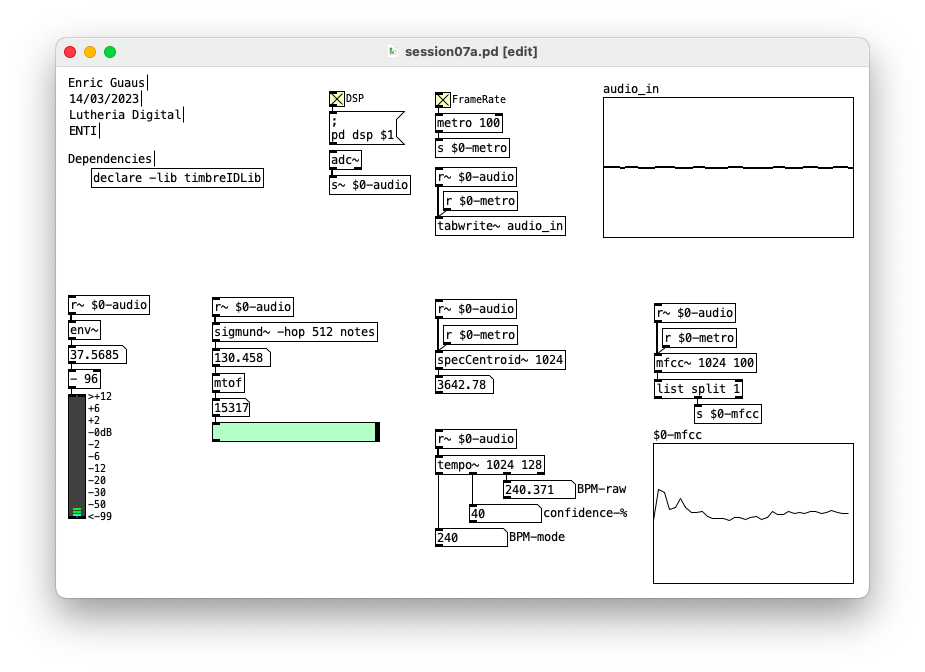 session07a.pd [edit]
Enric Guaus
14/03/2023
Lutheria Digital
ENTI
Dependencies
declare -lib timbreIDLib
DSP
;
pd dsp $1
adc~
s~ $0-audio
FrameRate
metro 100
s $0-metro
r~ $0-audio
r $0-metro
tabwrite~ audio_in
audio_in
r~ $0-audio
env~
37.5685
- 96
>+12
+6
+2
-0dB
-2
-6
-12
-20
-30
-50
<-99
r~ $0-audio
sigmund~ -hop 512 notes
130.458
mtof
15317
r~ $0-audio
r $0-metro
specCentroid~ 1024
3642.78
r~ $0-audio
tempo~ 1024 128
240.371 BPM-raw
40 confidence-%
240 BPM-mode
r~ $0-audio
r $0-metro
mfcc~ 1024 100
list split 1
s $0-mfcc
$0-mfcc